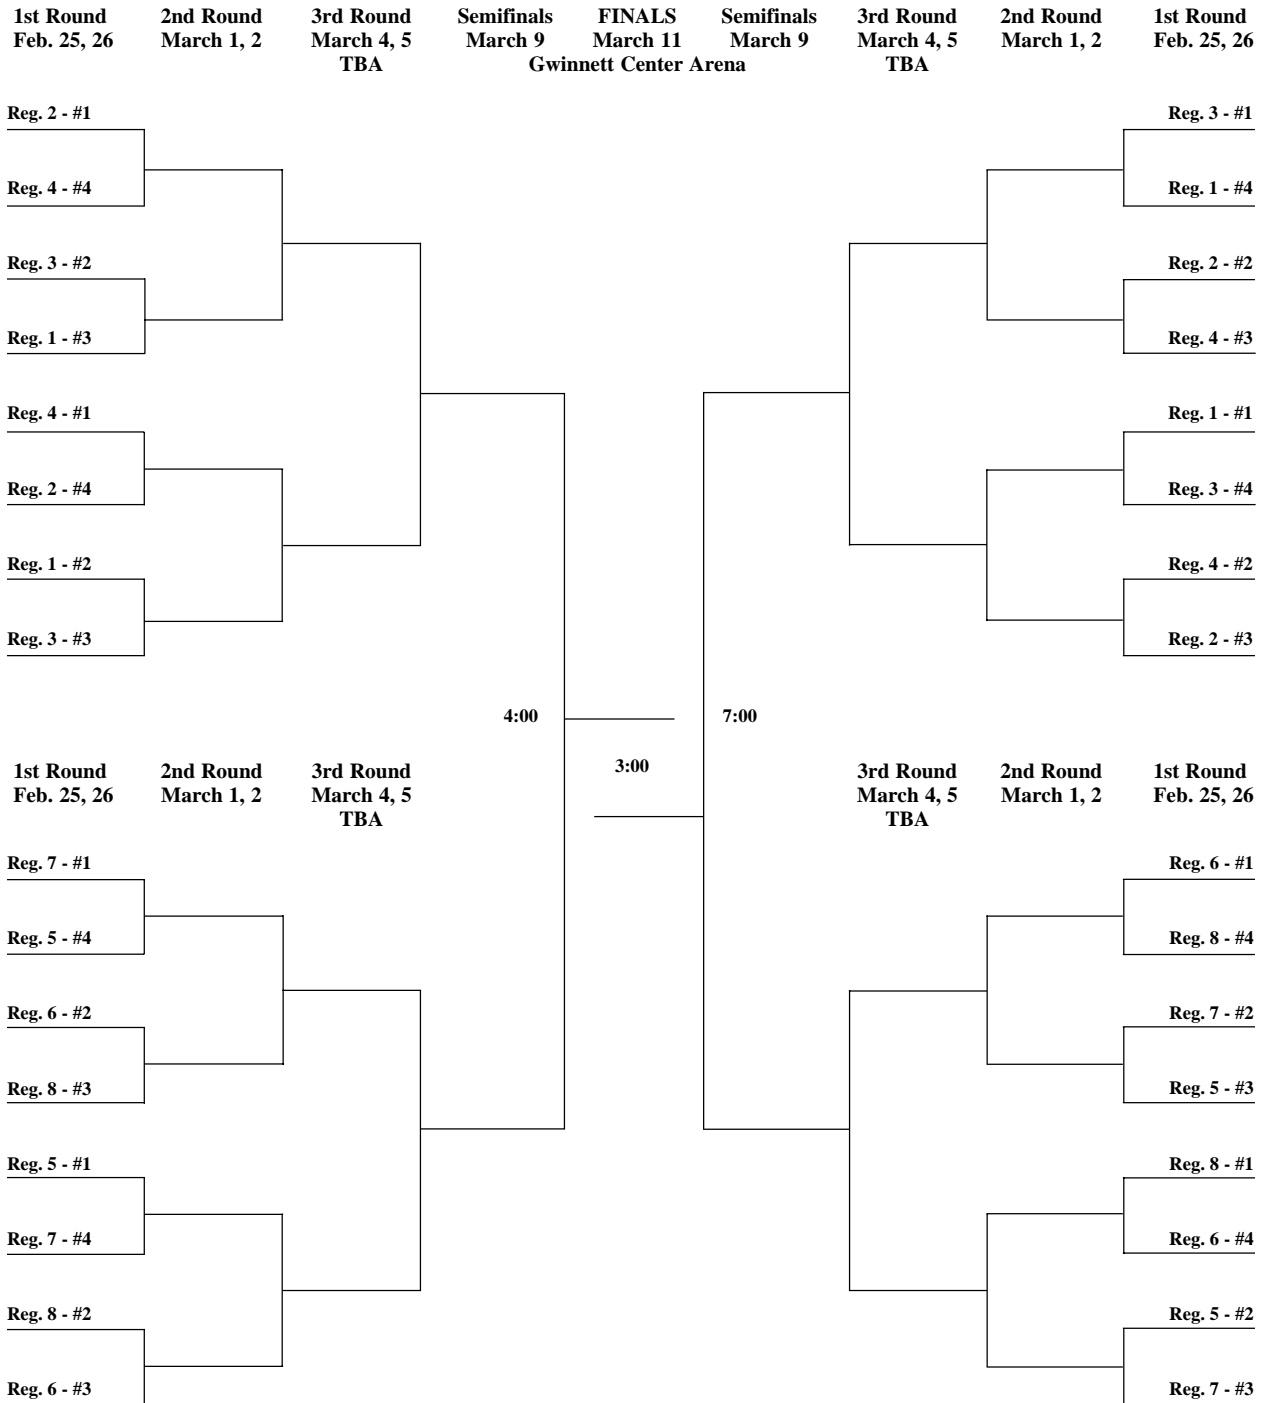 1st Round 2nd Round 3rd Round Semifinals FINALS Semifinals 3rd Round 2nd Round 1st Round
Feb. 25, 26 March 1, 2 March 4, 5 March 9 March 11 March 9 March 4, 5 March 1, 2 Feb. 25, 26
TBA Gwinnett Center Arena TBA
Reg. 2 - #1 Reg. 3 - #1
Reg. 4 - #4 Reg. 1 - #4
Reg. 3 - #2 Reg. 2 - #2
Reg. 1 - #3 Reg. 4 - #3
Reg. 4 - #1 Reg. 1 - #1
Reg. 2 - #4 Reg. 3 - #4
Reg. 1 - #2 Reg. 4 - #2
Reg. 3 - #3 Reg. 2 - #3
4:00 7:00
3:00
1st Round 2nd Round 3rd Round 3rd Round 2nd Round 1st Round
Feb. 25, 26 March 1, 2 March 4, 5 March 4, 5 March 1, 2 Feb. 25, 26
TBA TBA
Reg. 7 - #1 Reg. 6 - #1
Reg. 5 - #4 Reg. 8 - #4
Reg. 6 - #2 Reg. 7 - #2
Reg. 8 - #3 Reg. 5 - #3
Reg. 5 - #1 Reg. 8 - #1
Reg. 7 - #4 Reg. 6 - #4
Reg. 8 - #2 Reg. 5 - #2
Reg. 6 - #3 Reg. 7 - #3